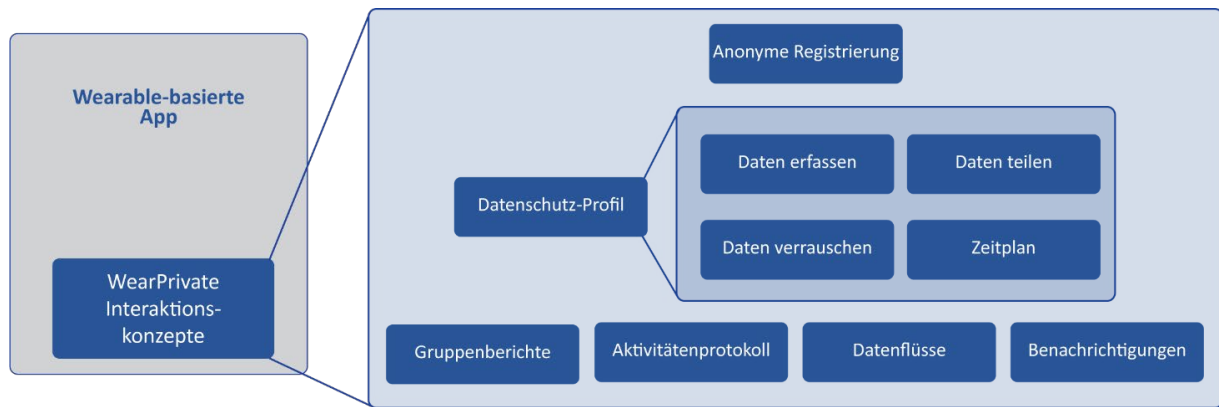 Wearable-basierte
App
WearPrivate
Interaktions-
konzepte
Anonyme Registrierung
Datenschutz-Profil
Daten erfassen
Daten teilen
Daten verrauschen
Zeitplan
Gruppenberichte
Aktivitätenprotokoll
Datenflüsse
Benachrichtigungen